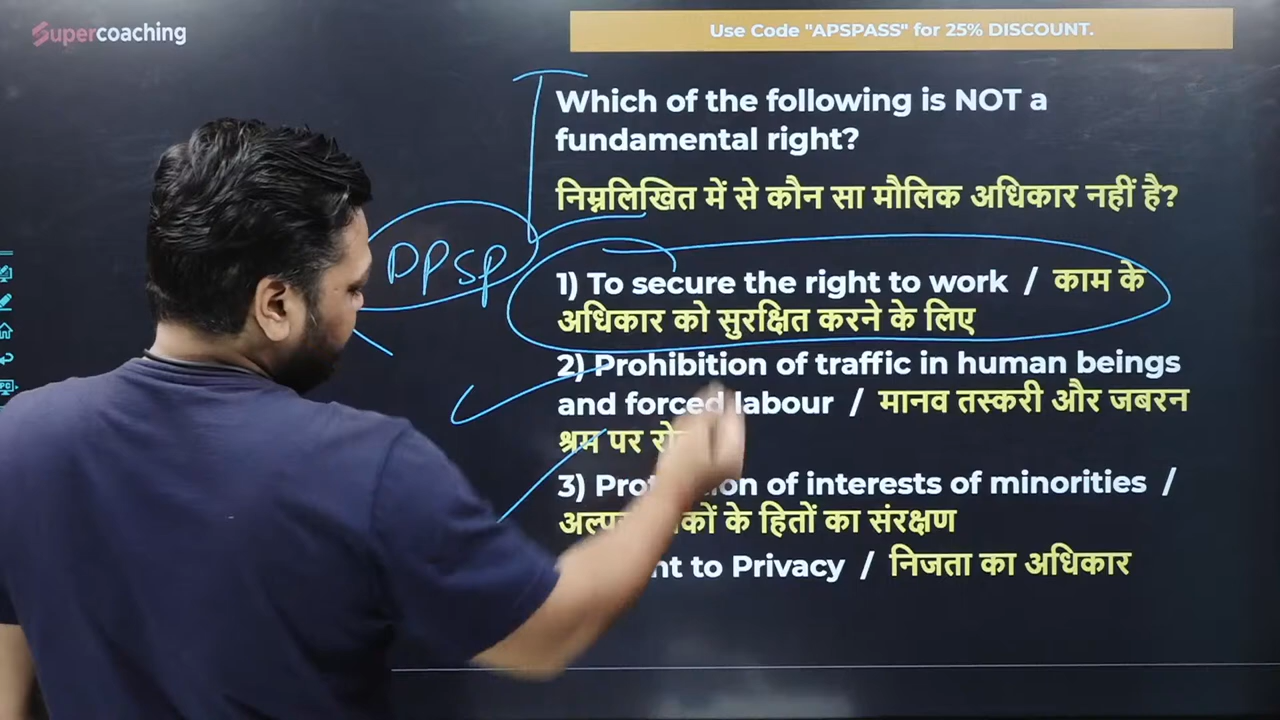 Supercoaching
Use Code "APSPASS" for 25% DISCOUNT.
Which of the following is NOT a
fundamental right?
निम्नलिखित में से कौन सा मौलिक अधिकार नहीं है?
DPSP
1) To secure the right to work / काम के
अधिकार को सुरक्षित करने के लिए
2) Prohibition of traffic in human beings
and forced labour / मानव तस्करी और जबरन
श्रम पर
3) of interests of minorities /
के हितों का संरक्षण
to Privacy / निजता का अधिकार